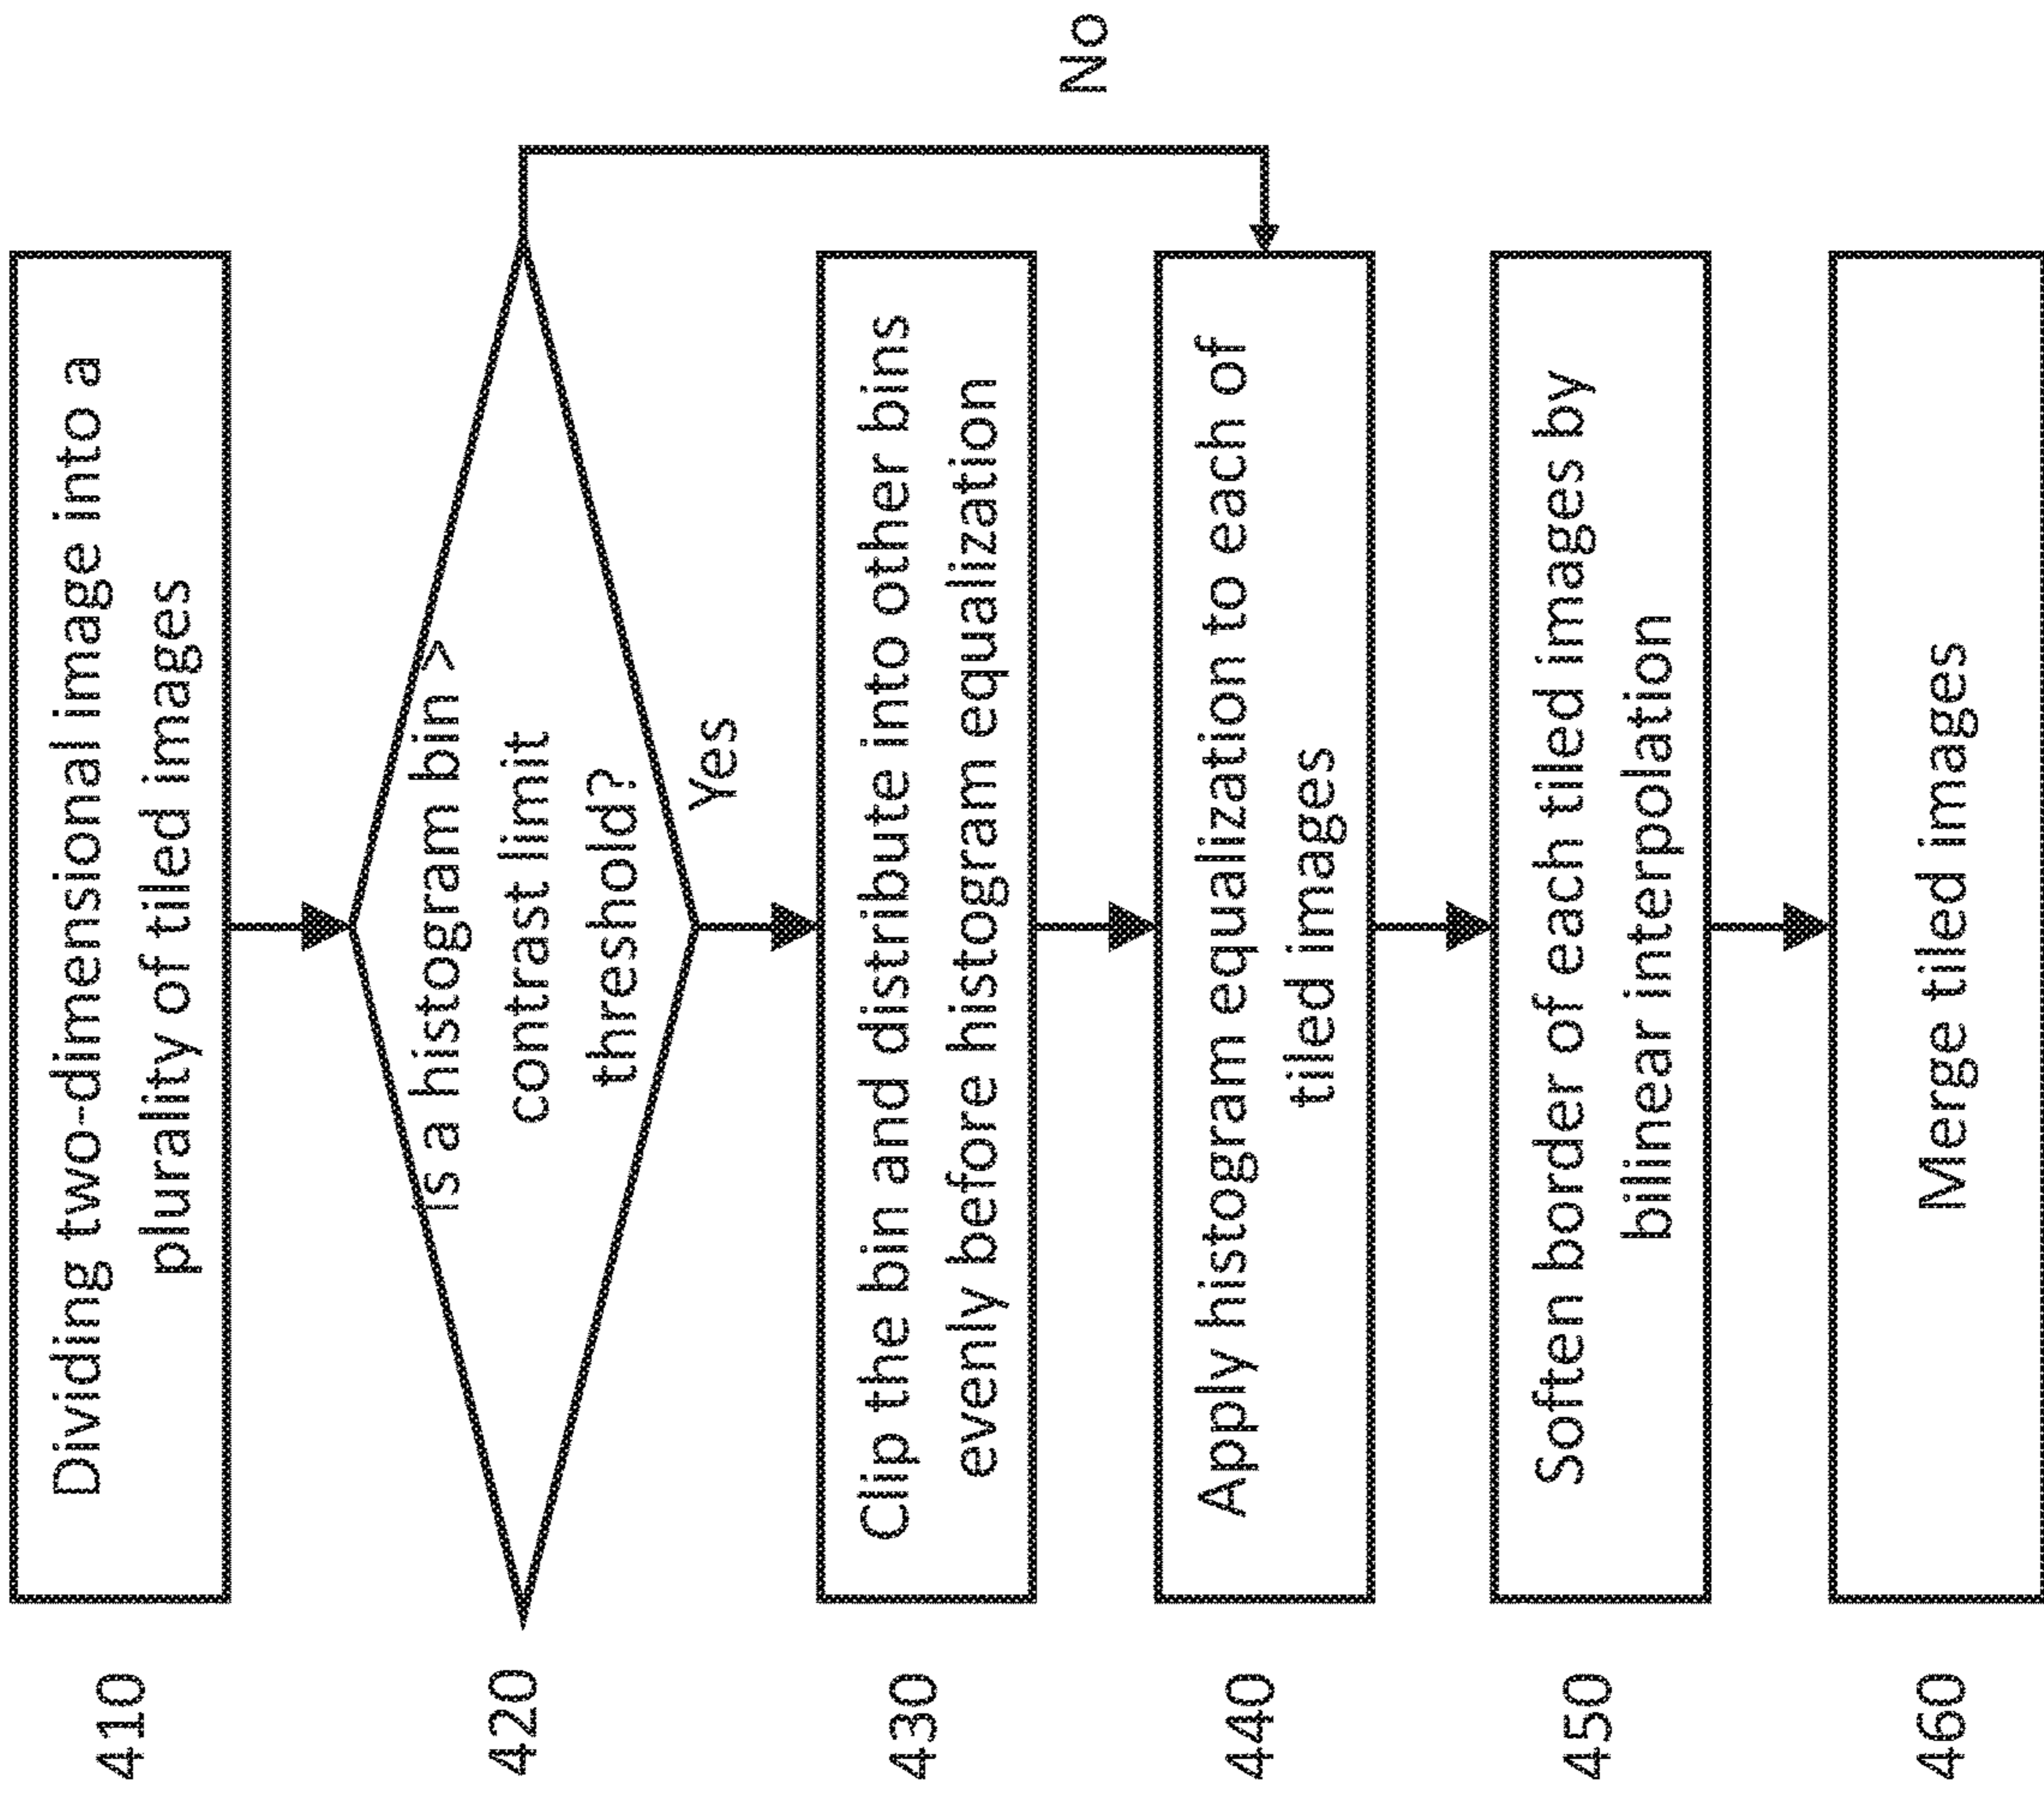 410
Dividing two-dimensional image into a
plurality of tiled images
420
is a histogram bin >
contrast limit
threshold?
Yes
No
430
Clip the bin and distribute into other bins
evenly before histogram equalization
440
Apply histogram equalization to each of
tiled images
450
Soften border of each tiled images by
bilinear interpolation
460
Merge tiled images